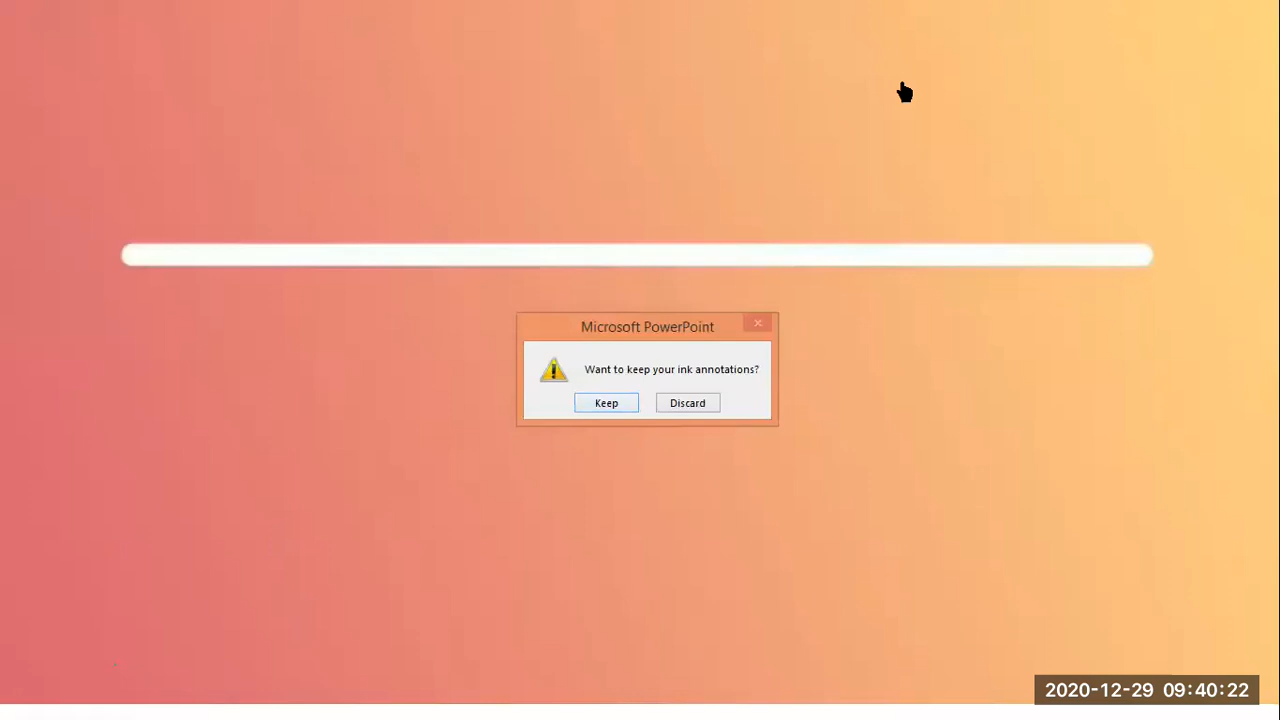 Microsoft PowerPoint
Want to keep your ink annotations?
Keep
Discard
2020-12-29 09:40:22